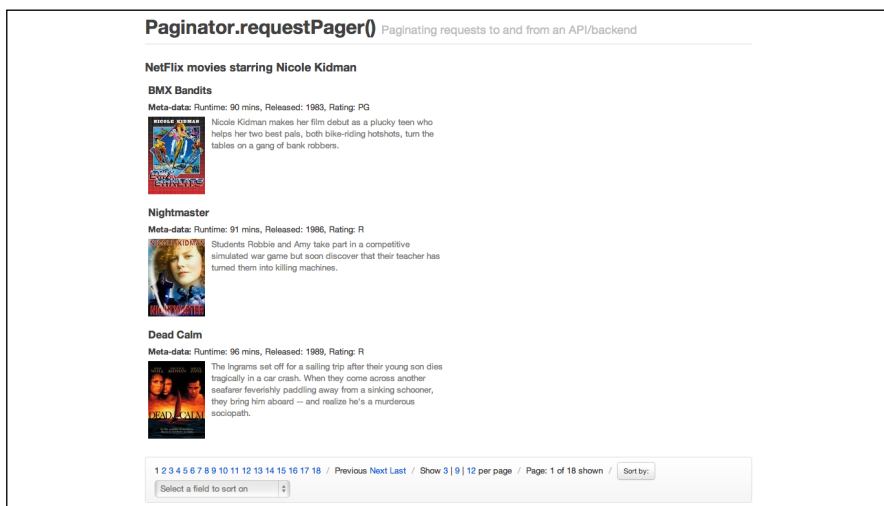 Paginator.requestPager() Paginating requests to and from an API/backend
NetFlix movies starring Nicole Kidman
BMX Bandits
Meta-data: Runtime: 90 mins, Released: 1983, Rating: PG
NICOLE KIDMAN
Nicole Kidman makes her film debut as a plucky teen who
helps her two best pals, both bike-riding hotshots, turn the
tables on a gang of bank robbers.
Nightmaster
Meta-data: Runtime: 91 mins, Released: 1986, Rating: R
Students Robbie and Amy take part in a competitive
simulated war game but soon discover that their teacher has
turned them into killing machines.
Dead Calm
Meta-data: Runtime: 96 mins, Released: 1989, Rating: R
The Ingrams set off for a sailing trip after their young son dies
tragically in a car crash. When they come across another
seafarer feverishly paddling away from a sinking schooner,
they bring him aboard -- and realize he's a murderous
sociopath.
DEAD CALM
1 2 3 4 5 6 7 8 9 10 11 12 13 14 15 16 17 18 / Previous Next Last / Show 3 | 9 | 12 per page / Page: 1 of 18 shown / Sort by:
Select a field to sort on